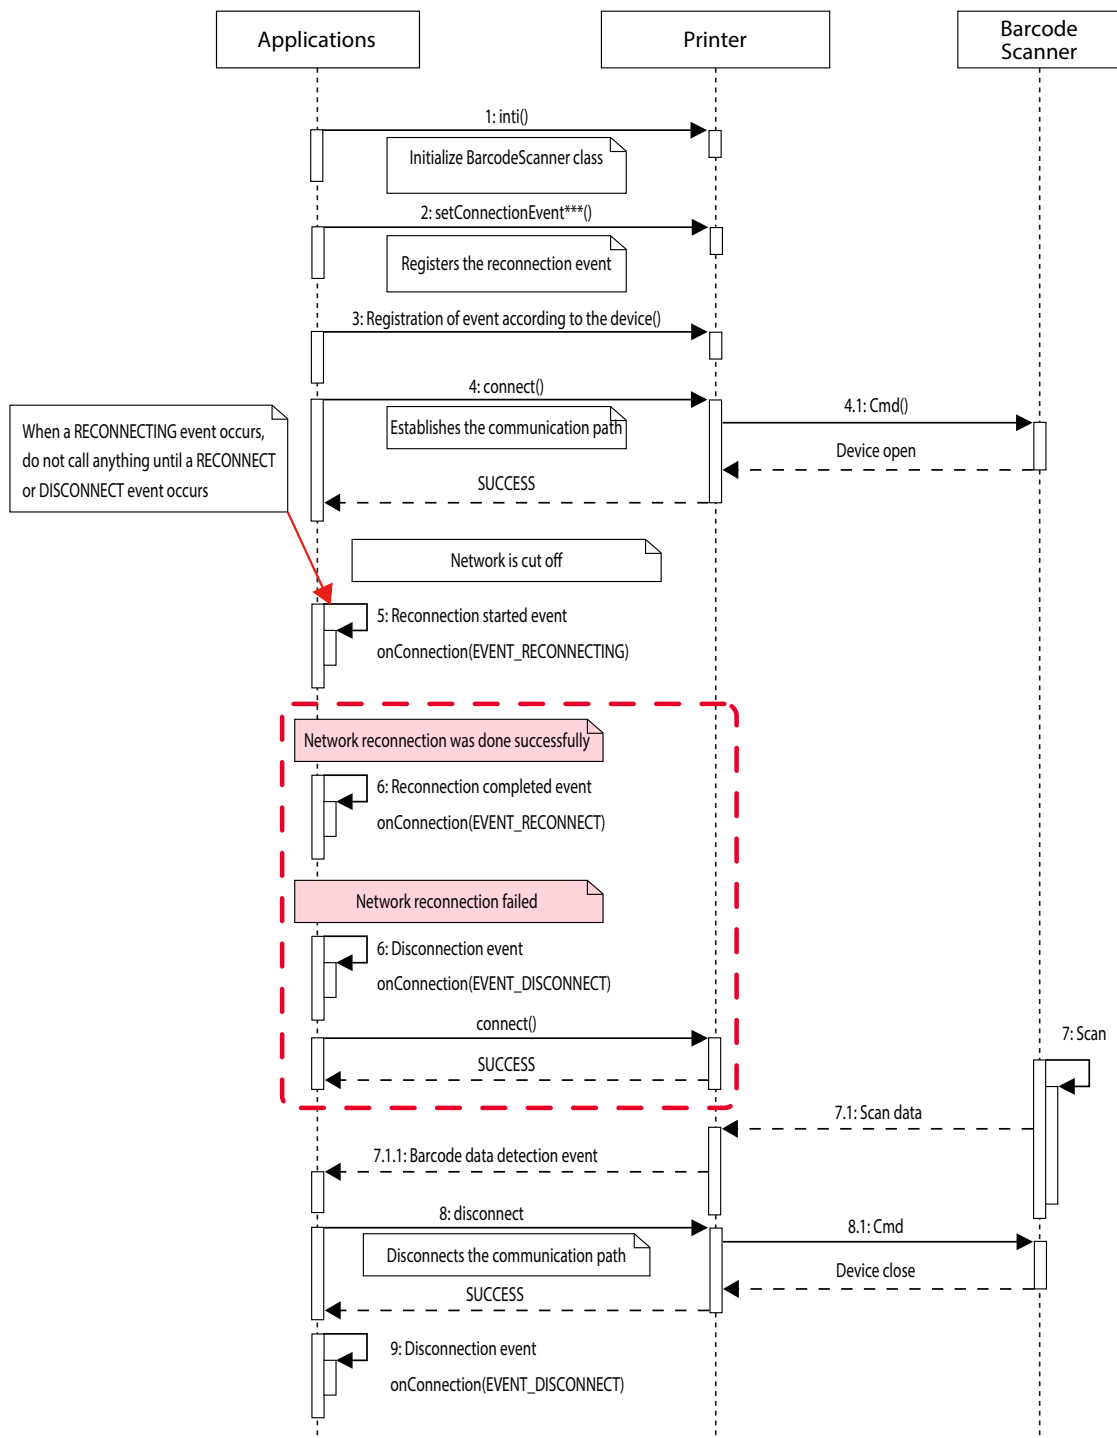 Applications
Printer
Barcode
Scanner
1: inti()
Initialize BarcodeScanner class
2: setConnectionEvent***()
Registers the reconnection event
3: Registration of event according to the device()
4: connect()
Establishes the communication path
4.1: Cmd()
Device open
SUCCESS
When a RECONNECTING event occurs,
do not call anything until a RECONNECT
or DISCONNECT event occurs
Network is cut off
5: Reconnection started event
onConnection(EVENT_RECONNECTING)
Network reconnection was done successfully
6: Reconnection completed event
onConnection(EVENT_RECONNECT)
Network reconnection failed
6: Disconnection event
onConnection(EVENT_DISCONNECT)
connect()
SUCCESS
7: Scan
7.1: Scan data
7.1.1: Barcode data detection event
8: disconnect
Disconnects the communication path
8.1: Cmd
Device close
SUCCESS
9: Disconnection event
onConnection(EVENT_DISCONNECT)